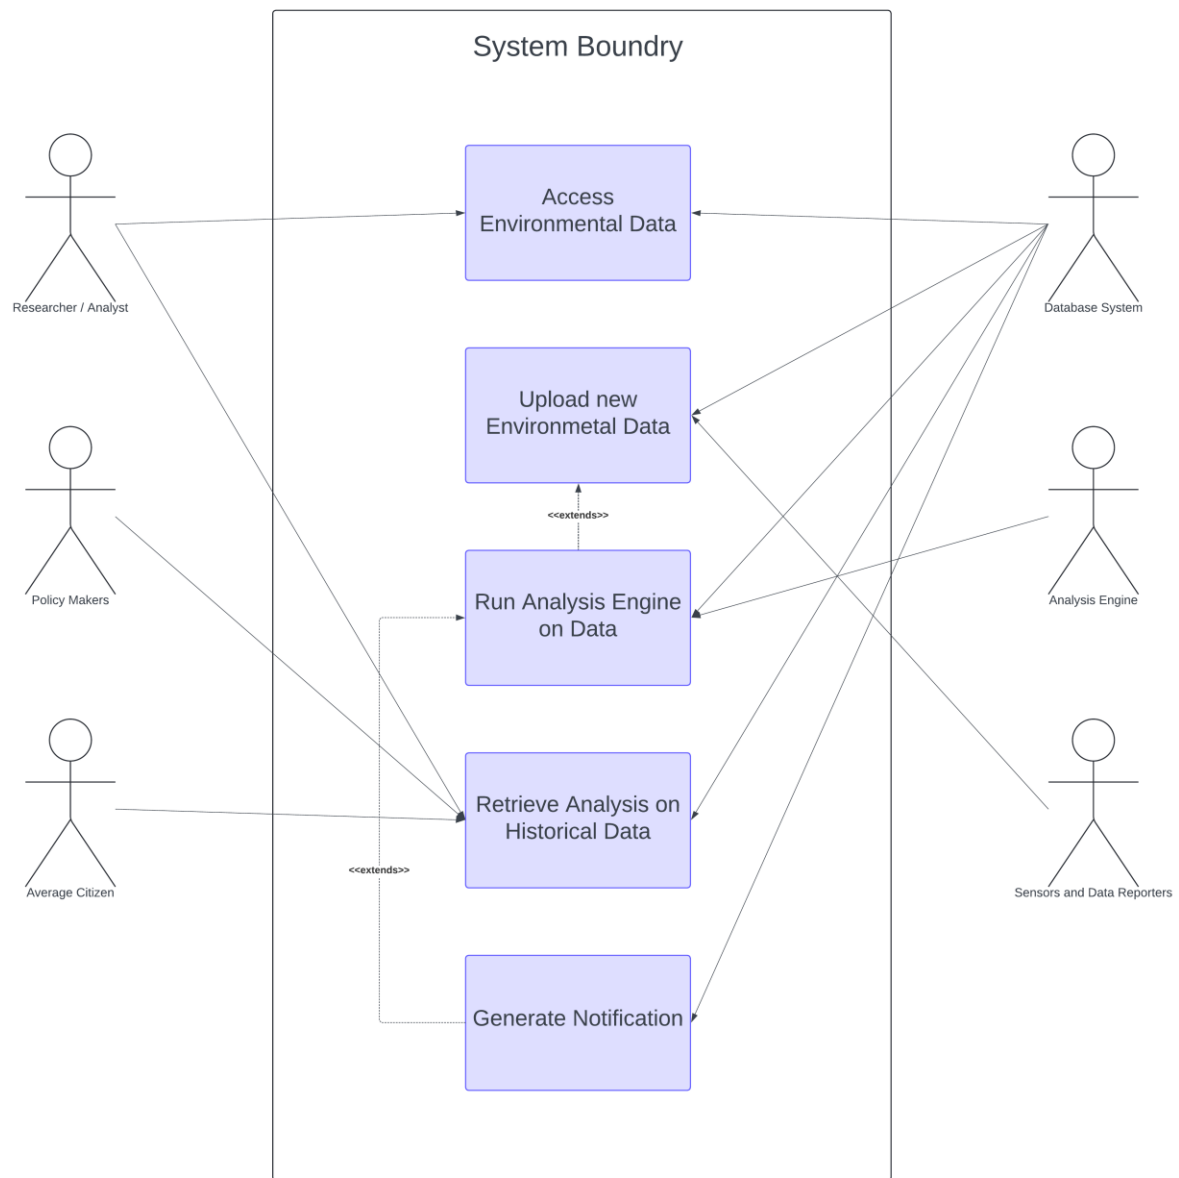 System Boundry
Access
Environmental Data
Researcher / Analyst
Database System
Upload new
Environmetal Data
<<extends>>
Run Analysis Engine
on Data
Policy Makers
Analysis Engine
Retrieve Analysis on
Historical Data
<<extends>>
Average Citizen
Sensors and Data Reporters
Generate Notification